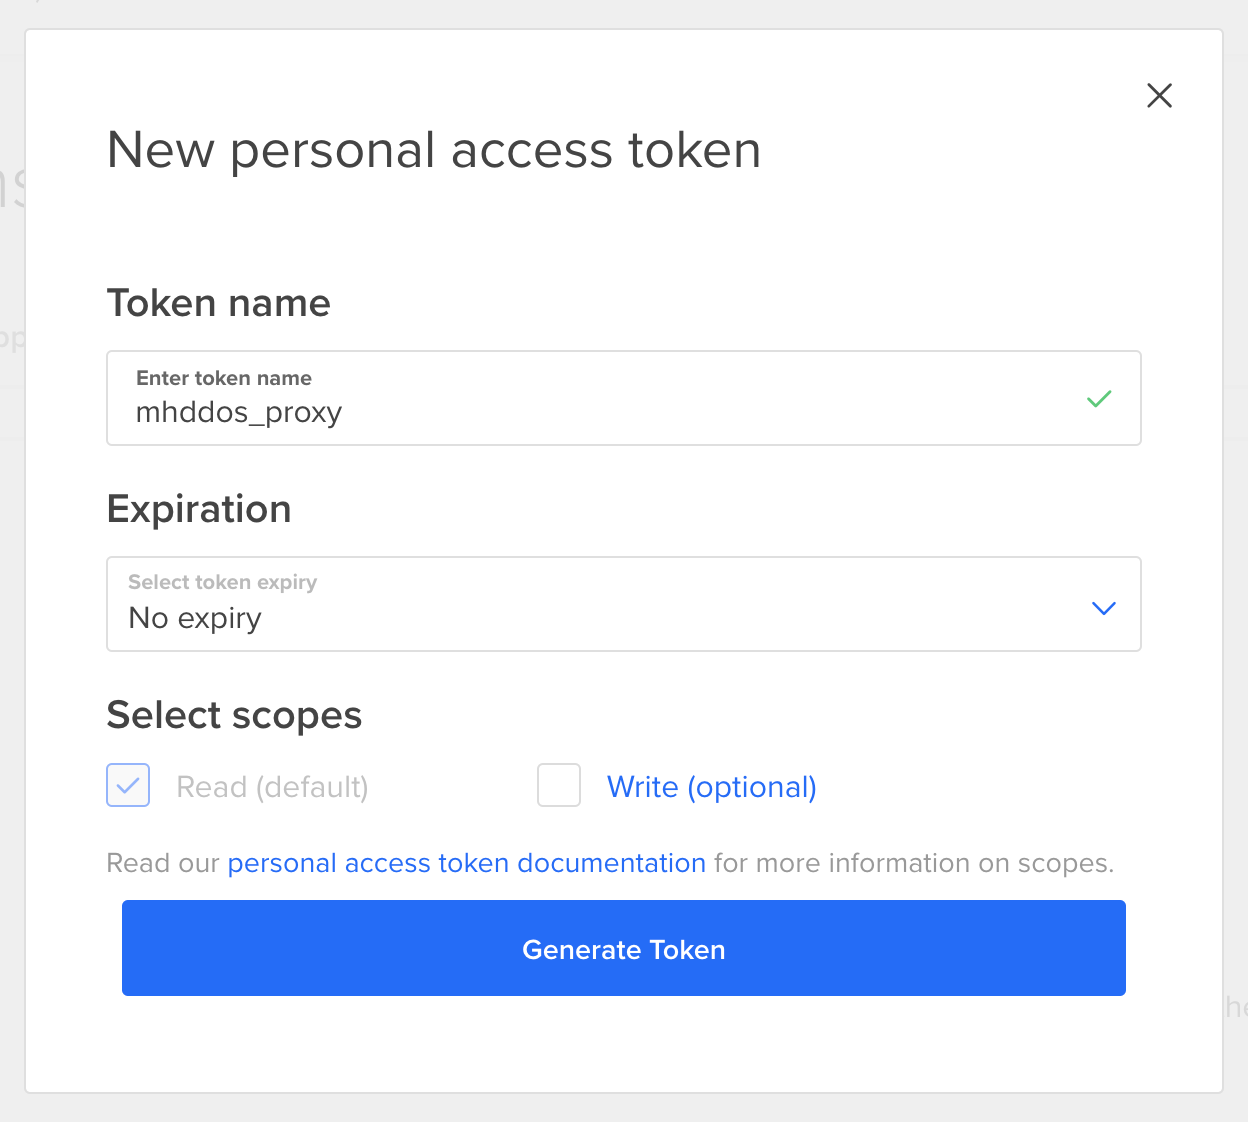 New personal access token
Token name
Enter token name
mhddos_proxy
Expiration
Select token expiry
No expiry
Select scopes
Read (default)
Write (optional)
Read our personal access token documentation for more information on scopes.
Generate Token